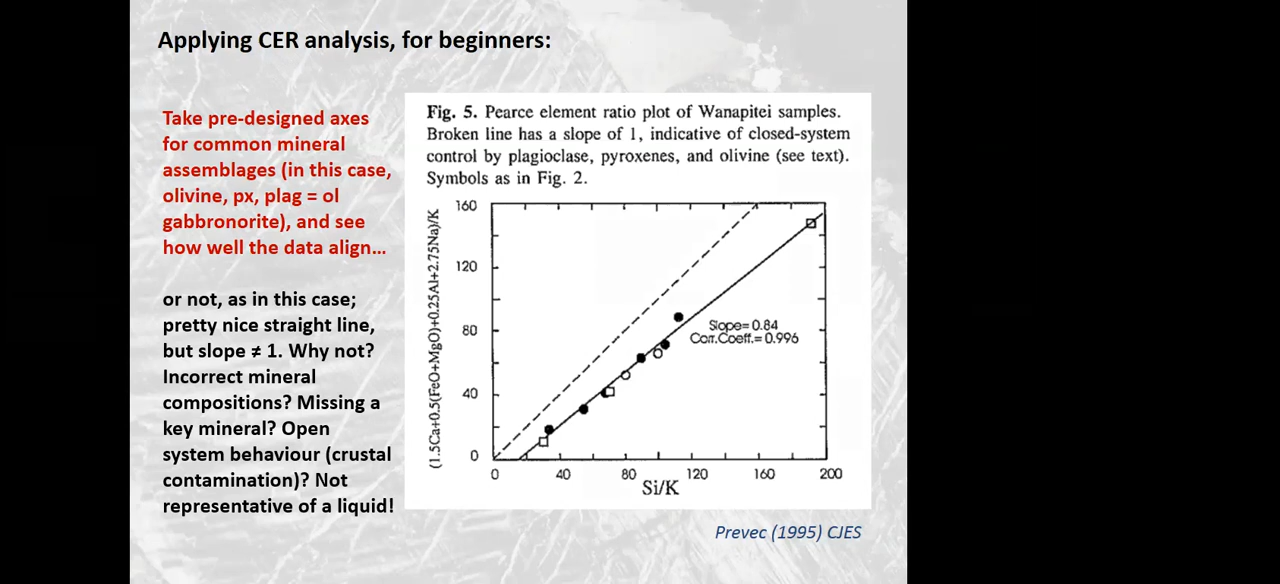 Applying CER analysis, for beginners:
Take pre-designed axes
for common mineral
assemblages (in this case,
olivine, px, plag = ol
gabbronorite), and see
how well the data align...
or not, as in this case;
pretty nice straight line,
but slope ≠ 1. Why not?
Incorrect mineral
compositions? Missing a
key mineral? Open
system behaviour (crustal
contamination)? Not
representative of a liquid!
Fig. 5. Pearce element ratio plot of Wanapitei samples.
Broken line has a slope of 1, indicative of closed-system
control by plagioclase, pyroxenes, and olivine (see text).
Symbols as in Fig. 2.
(1.5Ca+0.5(FeO+MgO)+0.25Al+2.75Na)/K
160
120
80
40
0
Slope=0.84
Corr.Coeff.=0.996
0 40 80 120 160 200
Si/K
Prevec (1995) CJES